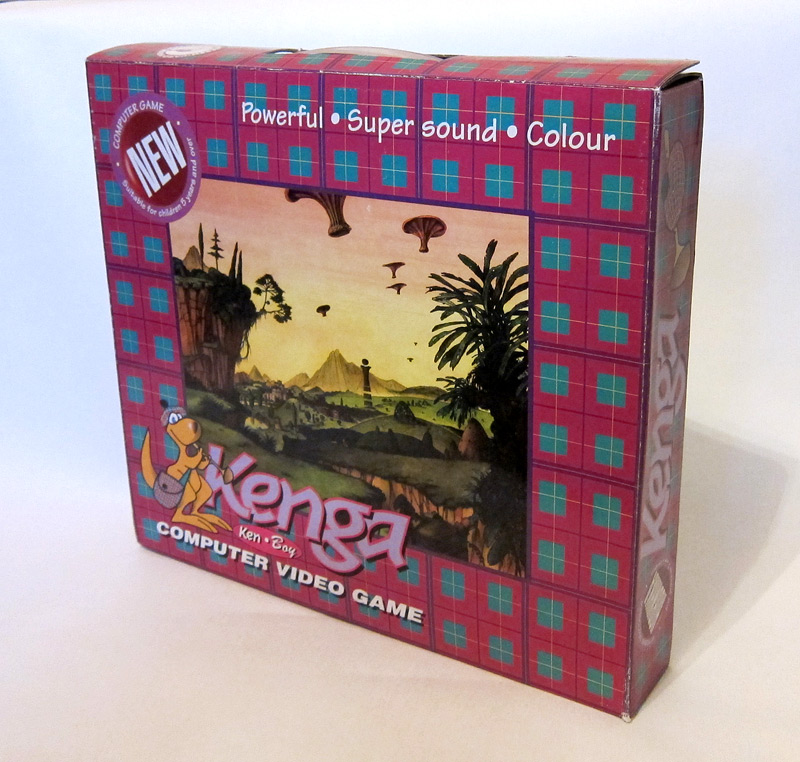 COMPUTER GAME
NEW
Suitable for children 5 years and over
Powerful • Super sound • Colour
Kenga
Ken • Boy
COMPUTER VIDEO GAME
Kenga